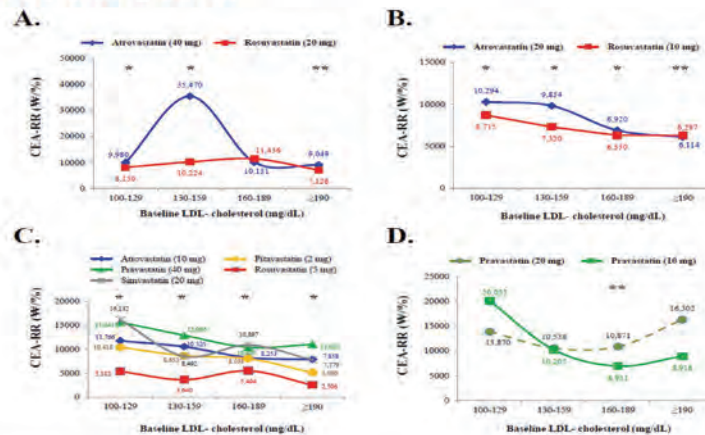 A.
Atrovastatin (40 mg) Rosuvastatin (20 mg)
CEA-RR (W/%)
50000
40000
30000
20000
10000
0
* * **
35,470
9,980
8,159
10,224
11,436
10,131
9,049
7,128
100-129 130-159 160-189 ≥190
Baseline LDL- cholesterol (mg/dL)
B.
Atrovastatin (20 mg) Rosuvastatin (10 mg)
CEA-RR (W/%)
15000
10000
5000
0
* * * **
10,294
9,824
6,920
8,715
7,320
6,350
6,114
100-129 130-159 160-189 ≥190
Baseline LDL- cholesterol (mg/dL)
C.
Atrovastatin (10 mg) Pitavastatin (2 mg)
Pravastatin (40 mg) Rosuvastatin (5 mg)
Simvastatin (20 mg)
CEA-RR (W/%)
20000
15000
10000
5000
0
* * * *
100-129 130-159 160-189 ≥190
Baseline LDL- cholesterol (mg/dL)
D.
Pravastatin (20 mg) Pravastatin (10 mg)
CEA-RR (W/%)
25000
20000
15000
10000
5000
0
**
13,830
10,538
10,871
16,302
10,207
8,918
100-129 130-159 160-189 ≥190
Baseline LDL- cholesterol (mg/dL)